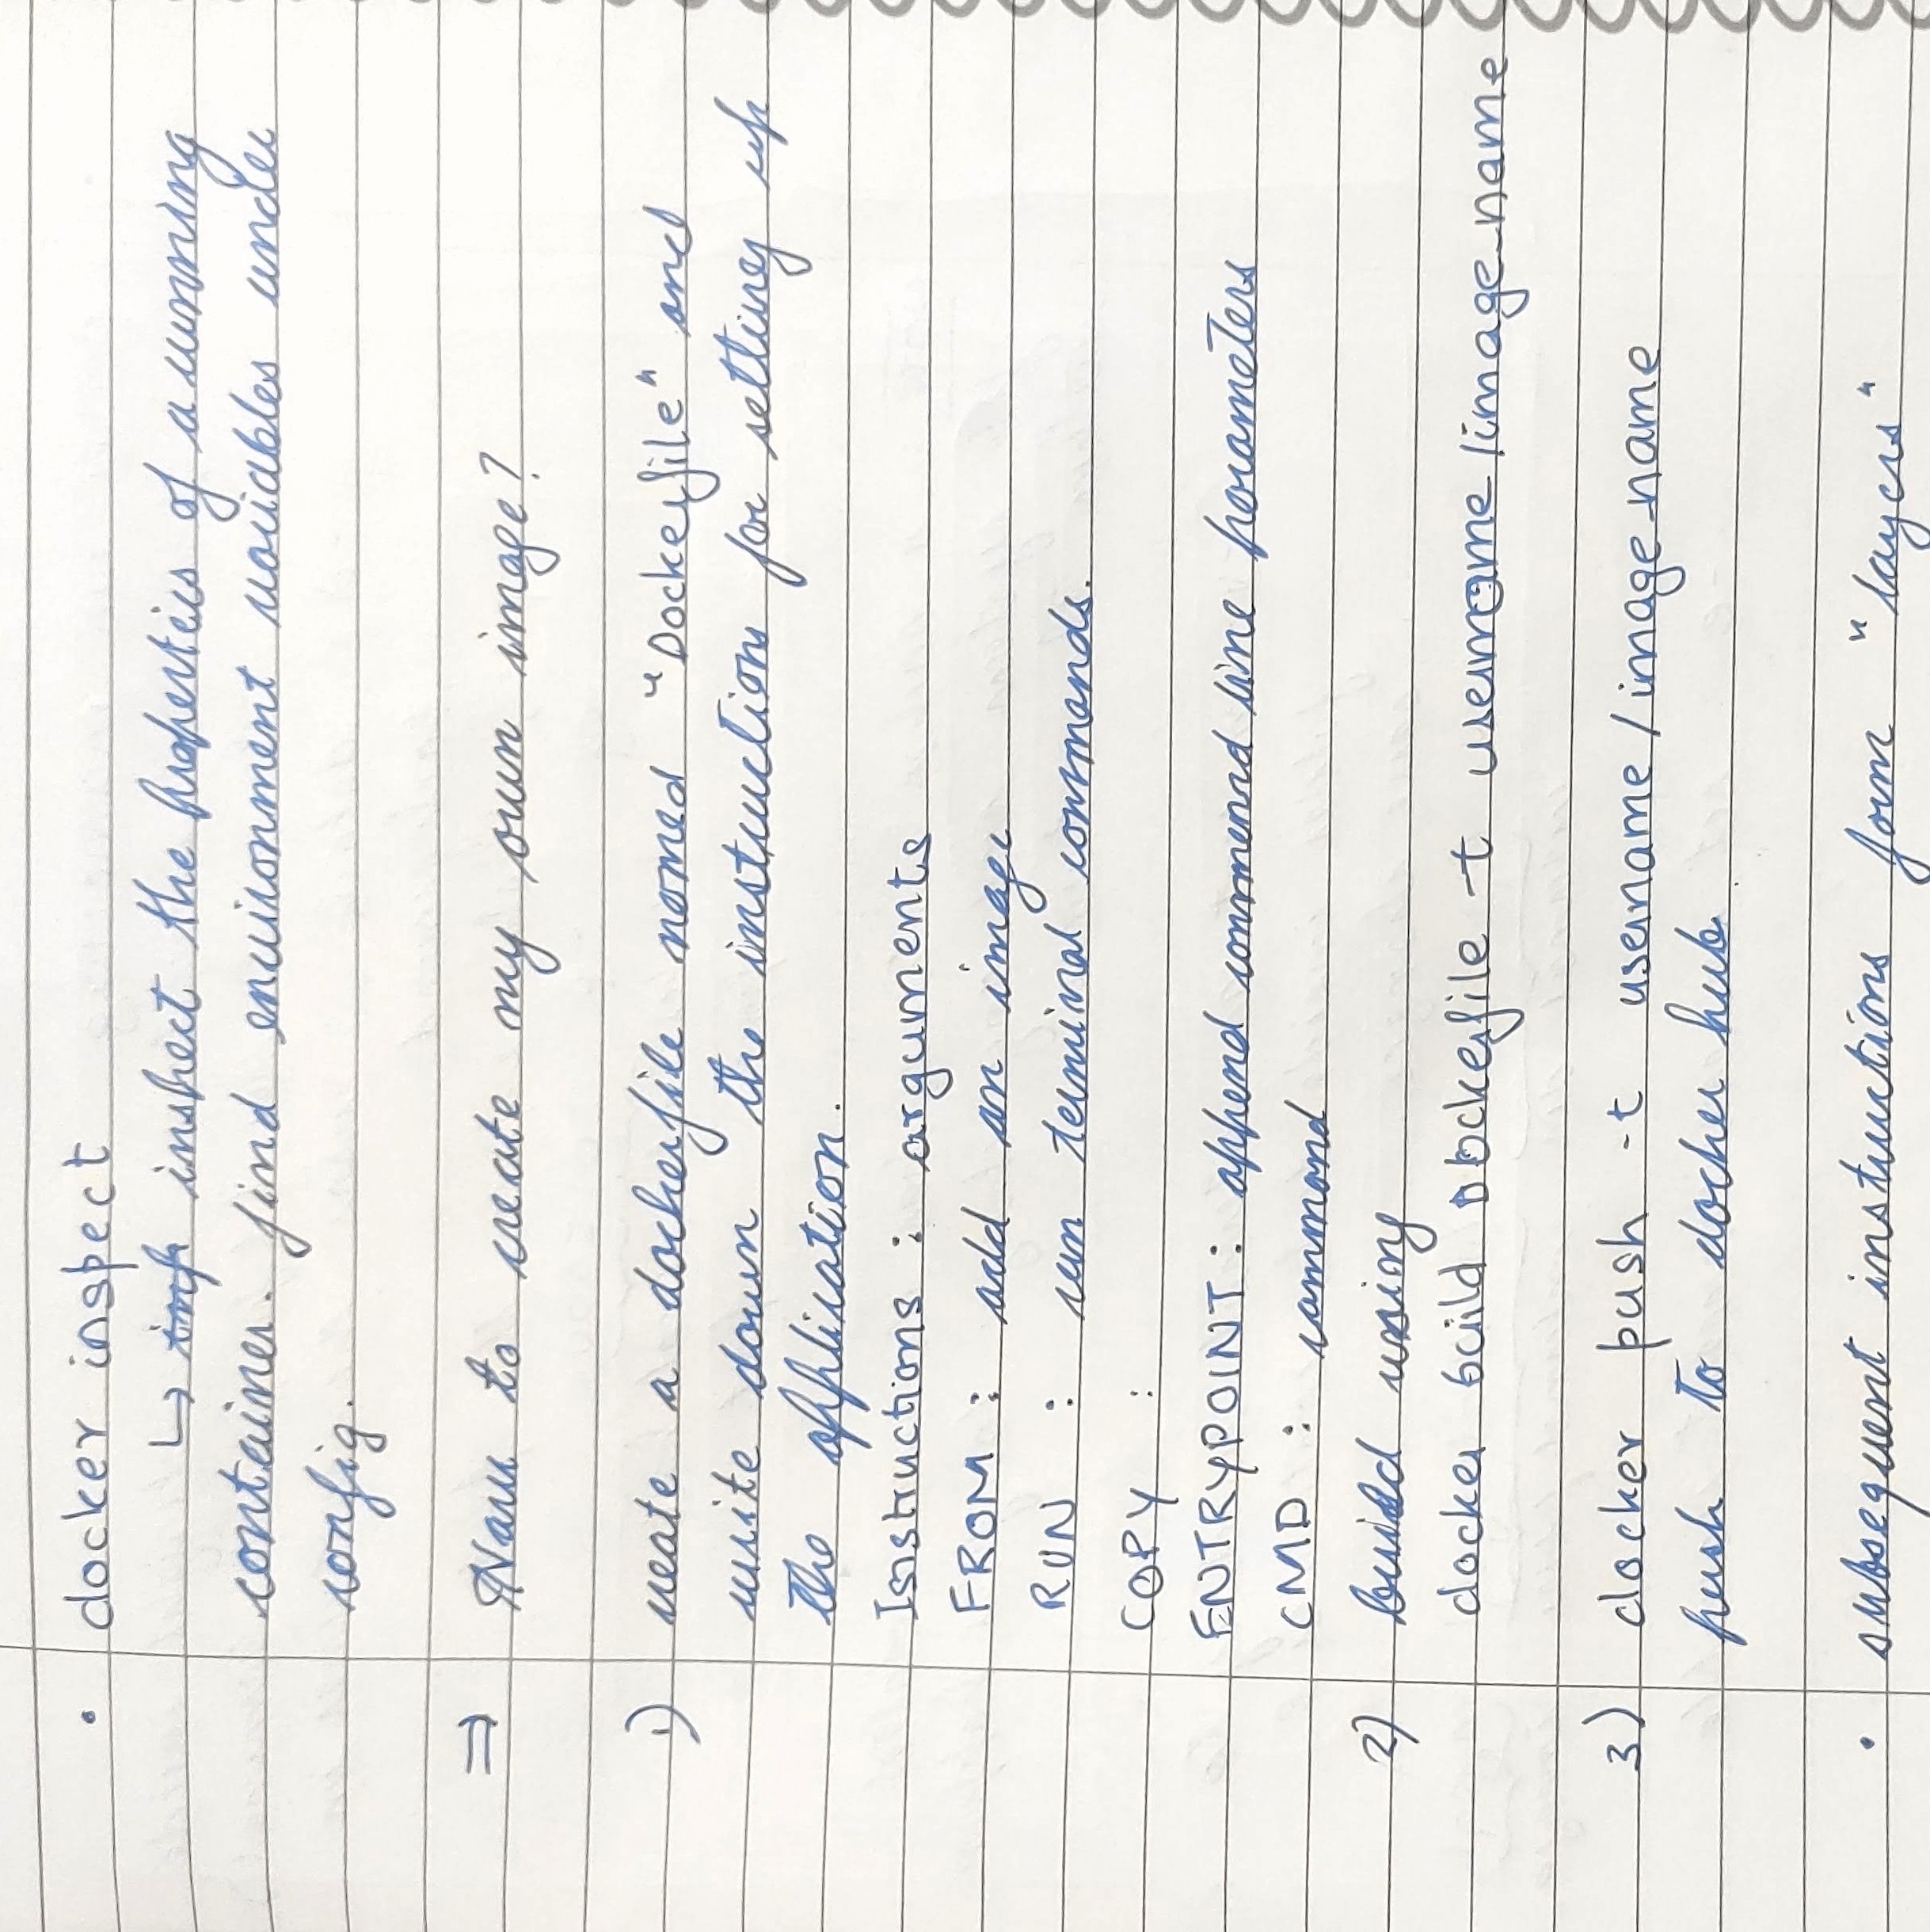 • docker inspect
↳ inspect the properties of a running
container. find environment variables under
config.
⇒ How to create my own image?
1) create a dockerfile named "Dockerfile" and
write down the instructions for setting up
the application.
Instructions : arguments
FROM : add an image
RUN : run terminal commands.
COPY :
ENTRYPOINT : append command line parameters
CMD : command
2) build using
docker build Dockerfile -t username/image_name
3) docker push -t username/image_name
push to docker hub
• subsequent instructions form "layers"